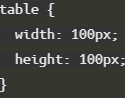 table {
  width: 100px;
  height: 100px;
}